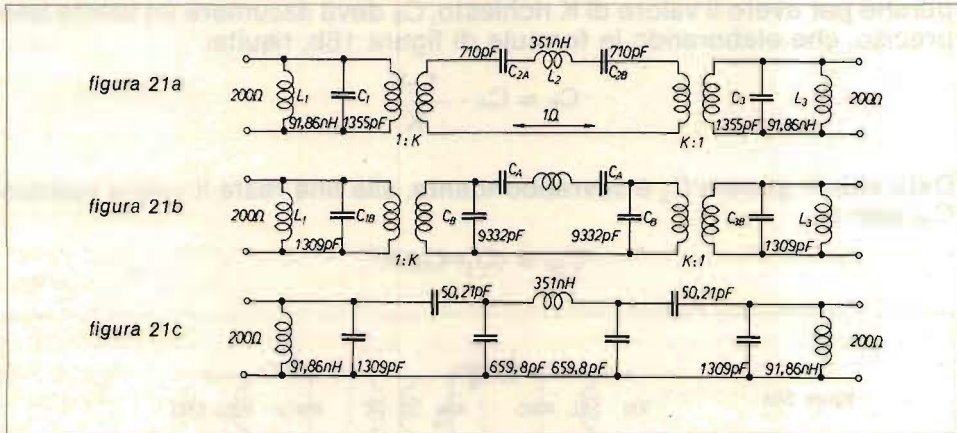 figura 21a
200Ω
L1
91,86nH
C1
1355pF
1:K
710pF
C2A
351nH
L2
710pF
C2B
1Ω
K:1
C3
1355pF
L3
91,86nH
200Ω
figura 21b
200Ω
L1
C1B
1309pF
1:K
CA
CB
9332pF
CA
CB
9332pF
K:1
C3B
1309pF
L3
200Ω
figura 21c
200Ω
91,86nH
1309pF
50,21pF
351nH
659,8pF
659,8pF
50,21pF
1309pF
91,86nH
200Ω